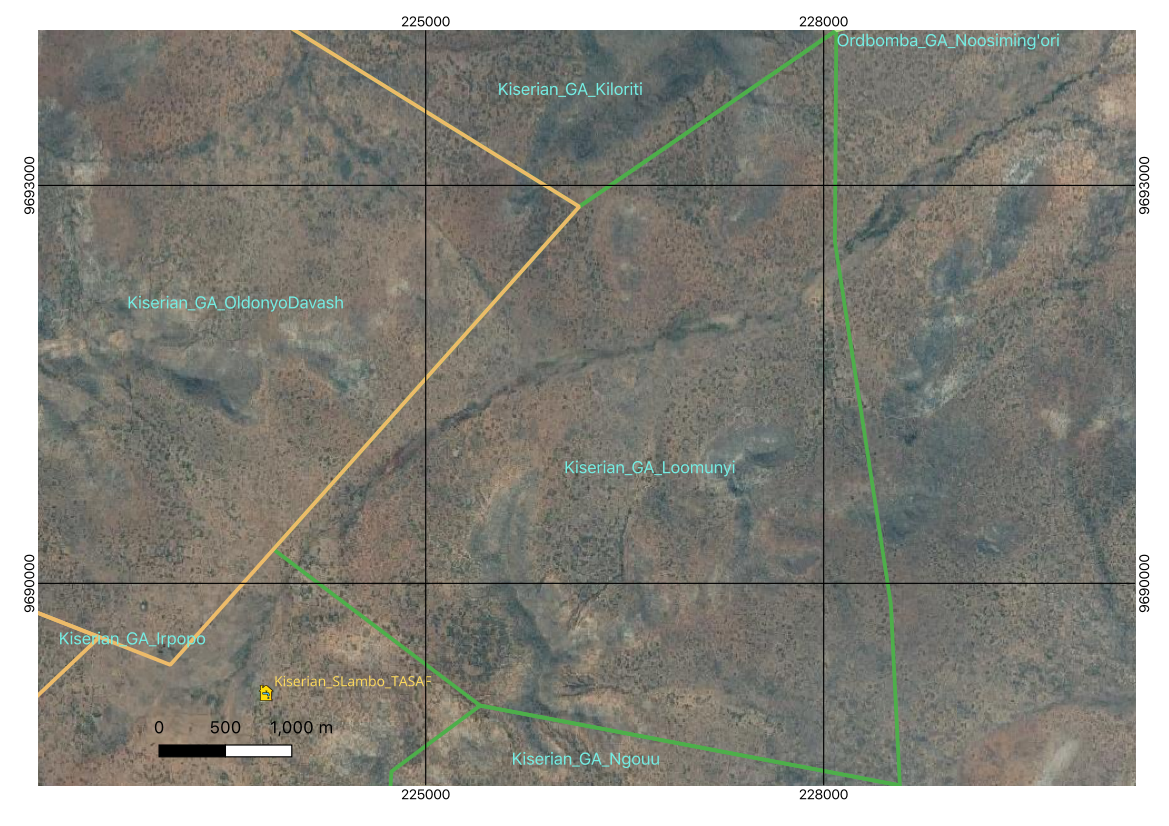 225000
228000
Ordbomba_GA_Noosiming'ori
Kiserian_GA_Kiloriti
9693000
9693000
Kiserian_GA_OldonyoDavash
Kiserian_GA_Loomunyi
9690000
9690000
Kiserian_GA_Irpopo
Kiserian_SLambo_TASAF
0 500 1,000 m
Kiserian_GA_Ngouu
225000
228000